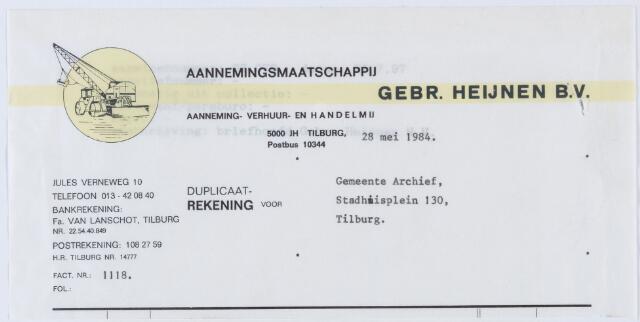 AANNEMINGSMAATSCHAPPIJ
GEBR. HEIJNEN B.V.
AANNEMING- VERHUUR- EN HANDELMIJ
5000 JH TILBURG, 28 mei 1984.
Postbus 10344
JULES VERNEWEG 10
TELEFOON 013 - 42 08 40
BANKREKENING:
Fa. VAN LANSCHOT, TILBURG
NR. 22.54.40.849
POSTREKENING: 108 27 59
H.R. TILBURG NR. 14777
FACT. NR.: 1118.
FOL.:
DUPLICAAT-
REKENING VOOR
Gemeente Archief,
Stadhuisplein 130,
Tilburg.